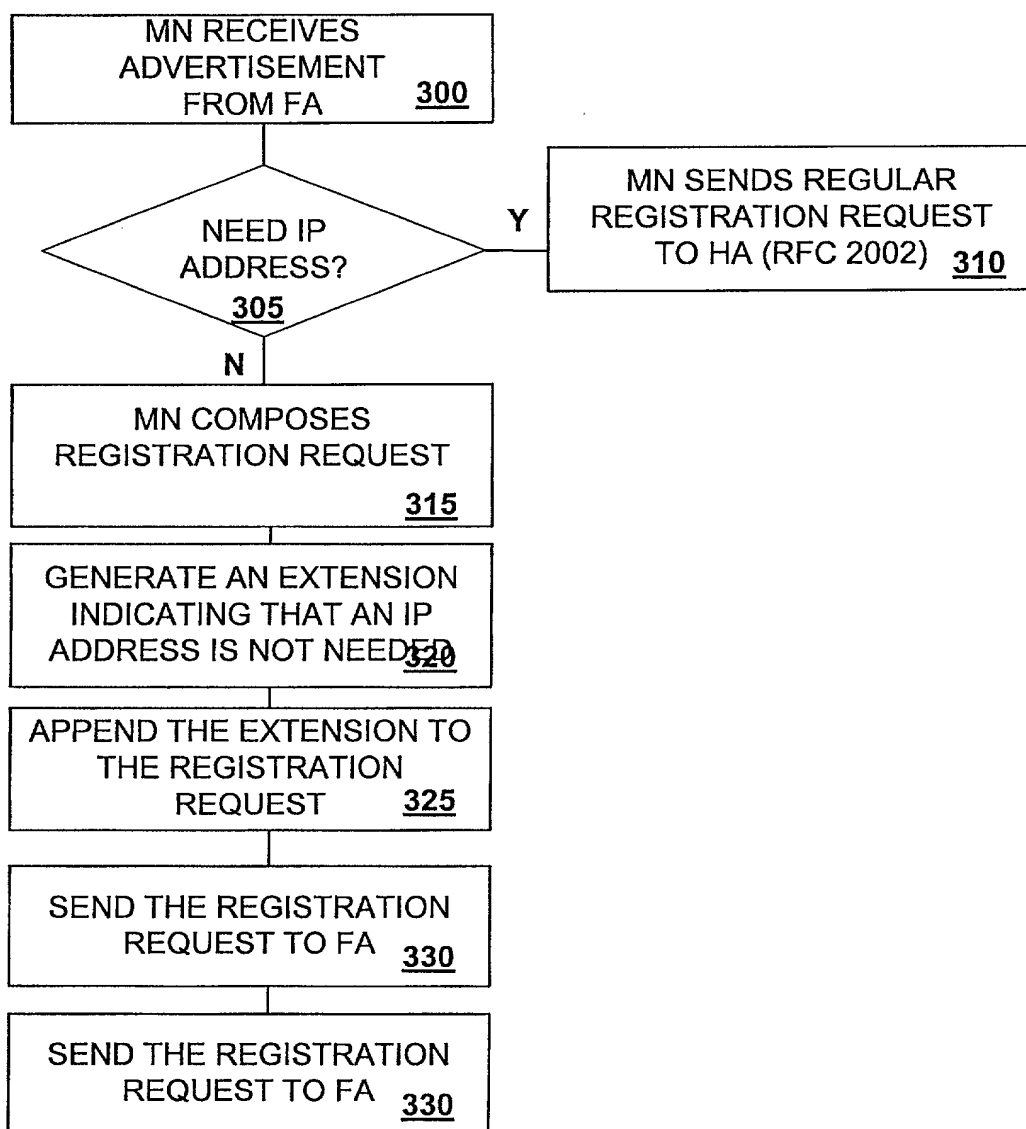 MN RECEIVES
ADVERTISEMENT
FROM FA 300
NEED IP
ADDRESS?
305
Y
MN SENDS REGULAR
REGISTRATION REQUEST
TO HA (RFC 2002) 310
N
MN COMPOSES
REGISTRATION REQUEST
315
GENERATE AN EXTENSION
INDICATING THAT AN IP
ADDRESS IS NOT NEEDED 320
APPEND THE EXTENSION TO
THE REGISTRATION
REQUEST 325
SEND THE REGISTRATION
REQUEST TO FA 330
SEND THE REGISTRATION
REQUEST TO FA 330